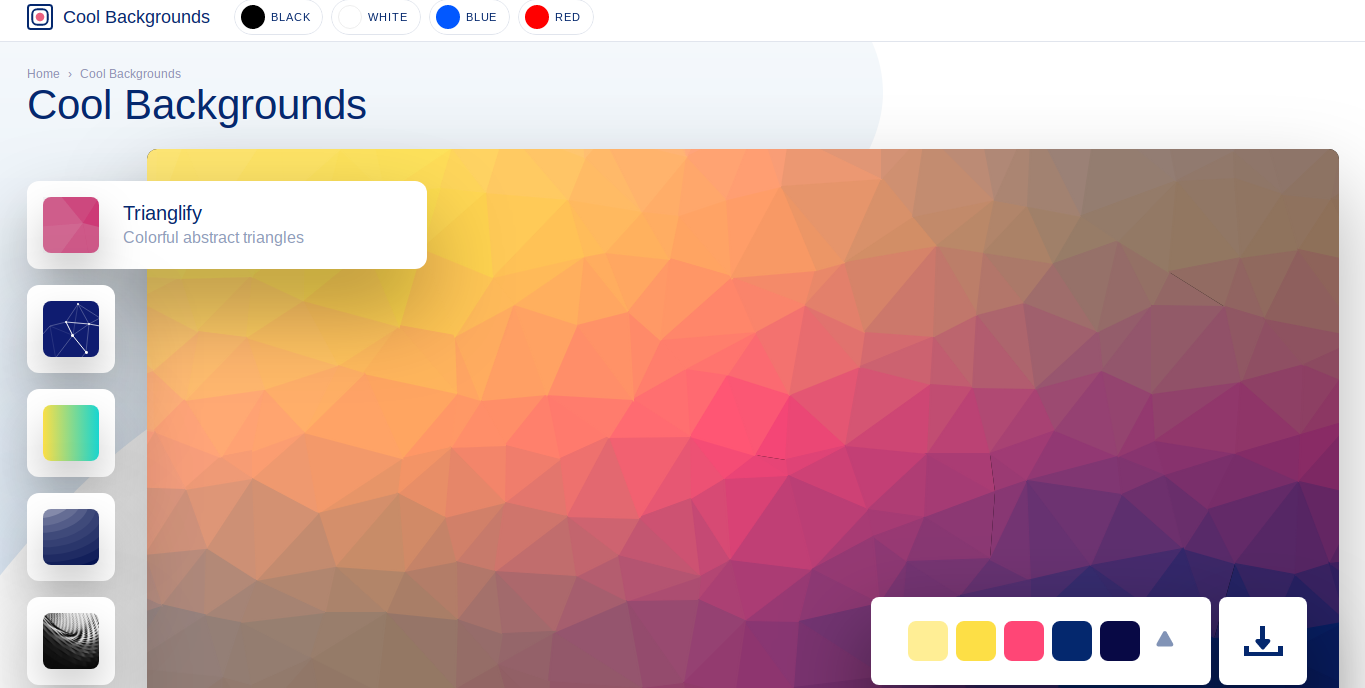 Cool Backgrounds
BLACK
WHITE
BLUE
RED
Home › Cool Backgrounds
Cool Backgrounds
Trianglify
Colorful abstract triangles